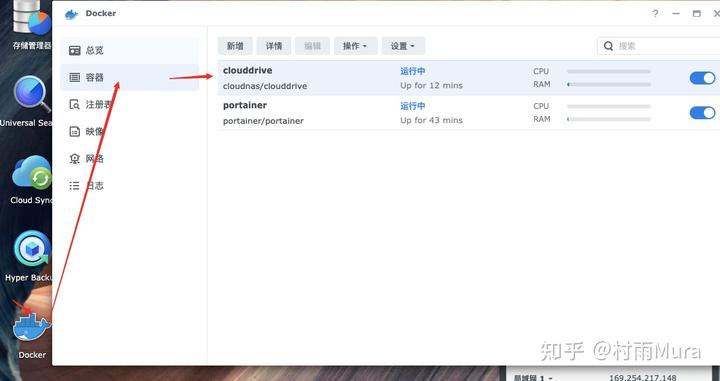 Docker
存储管理器
Universal Sea
Cloud Sync
Hyper Backu
Docker
总览
容器
注册表
映像
网络
日志
新增
详情
编辑
操作
设置
搜索
clouddrive
运行中
CPU
cloudnas/clouddrive
Up for 12 mins
RAM
portainer
运行中
CPU
portainer/portainer
Up for 43 mins
RAM
知乎 @村雨Mura
局域网 1
169.254.217.148